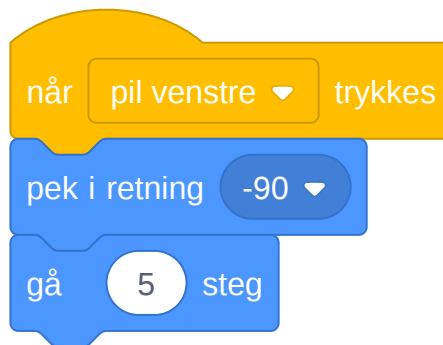 når pil venstre trykkes
pek i retning -90
gå 5 steg